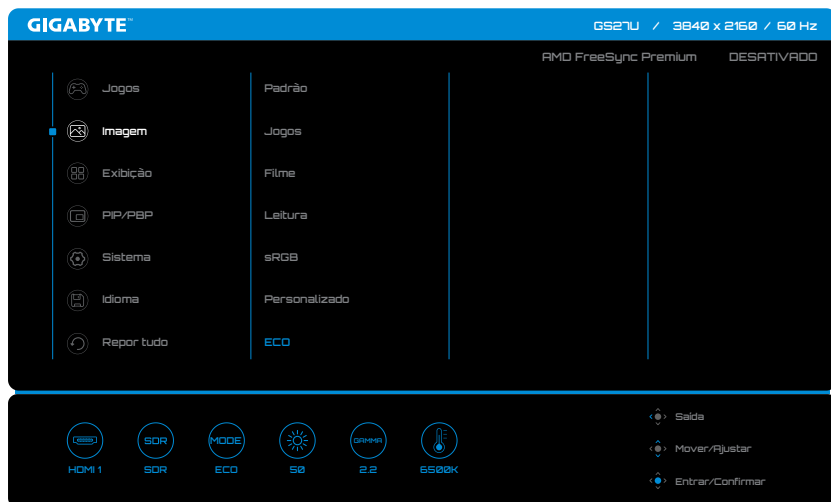 GIGABYTE™
GS27U / 3840 x 2160 / 60 Hz
AMD FreeSync Premium DESATIVADO
Jogos
Imagem
Exibição
PIP/PBP
Sistema
Idioma
Repor tudo
Padrão
Jogos
Filme
Leitura
sRGB
Personalizado
ECO
SDR
MODE
GAMMA
HDMI 1
SDR
ECO
50
2.2
6500K
Saída
Mover/Ajustar
Entrar/Confirmar